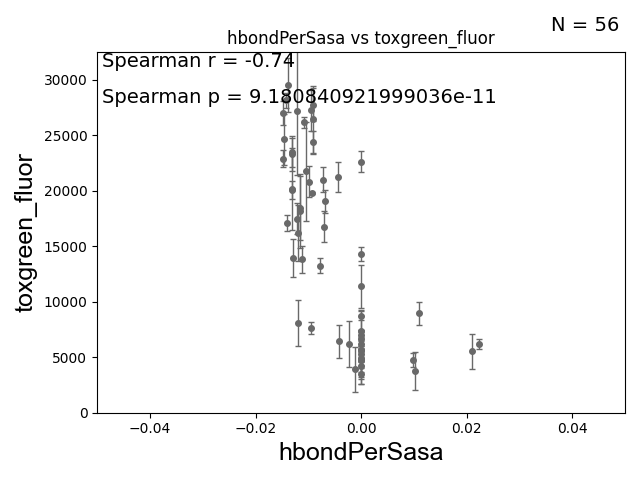 N = 56
hbondPerSasa vs toxgreen_fluor
Spearman r = -0.74
Spearman p = 9.180840921999036e-11
toxgreen_fluor
30000
25000
20000
15000
10000
5000
0
−0.04 −0.02 0.00 0.02 0.04
hbondPerSasa